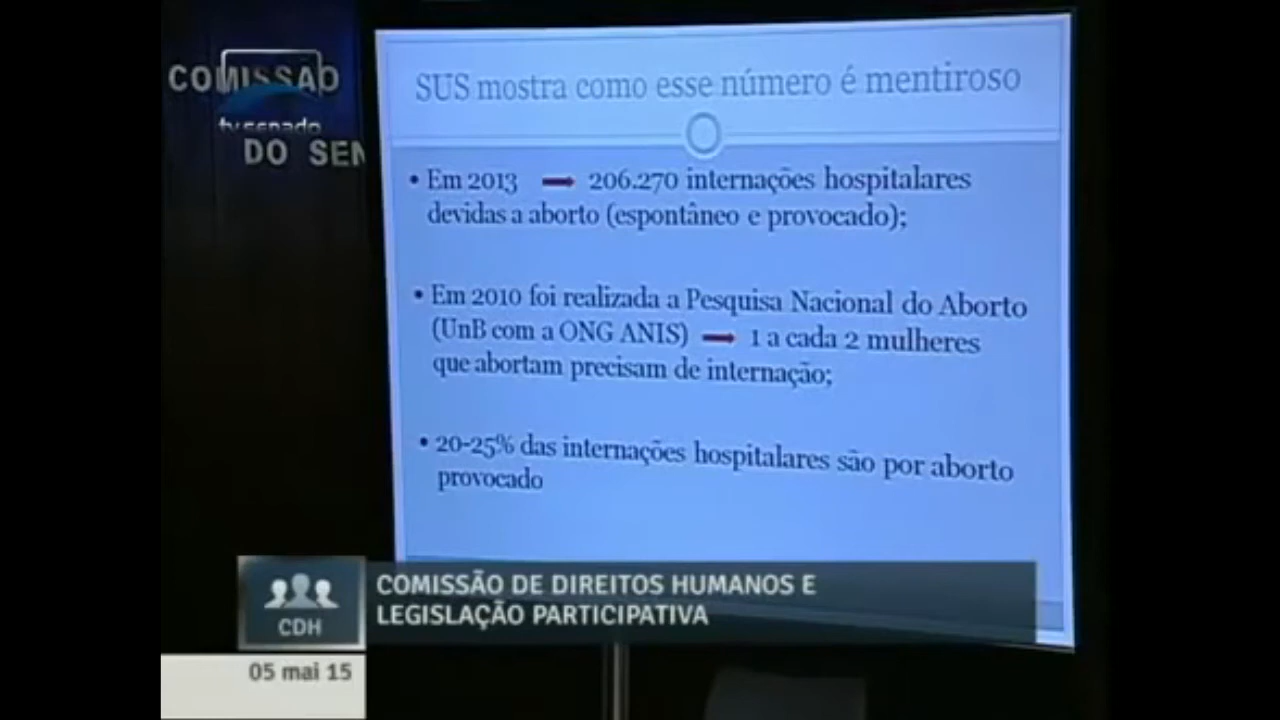 COMISSÃO
tv senado
DO SEN
SUS mostra como esse número é mentiroso
• Em 2013 206.270 internações hospitalares
devidas a aborto (espontâneo e provocado);
• Em 2010 foi realizada a Pesquisa Nacional do Aborto
(UnB com a ONG ANIS) 1 a cada 2 mulheres
que abortam precisam de internação;
• 20-25% das internações hospitalares são por aborto
provocado
COMISSÃO DE DIREITOS HUMANOS E
LEGISLAÇÃO PARTICIPATIVA
CDH
05 mai 15